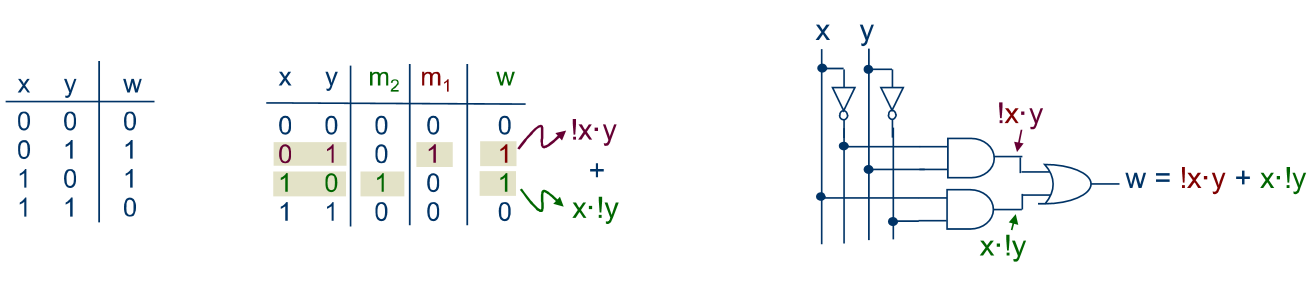 x y w
0 0 0
0 1 1
1 0 1
1 1 0
x y m₂ m₁ w
0 0 0 0 0
0 1 0 1 1
1 0 1 0 1
1 1 0 0 0
!x·y
+
x·!y
x y
!x·y
w = !x·y + x·!y
x·!y